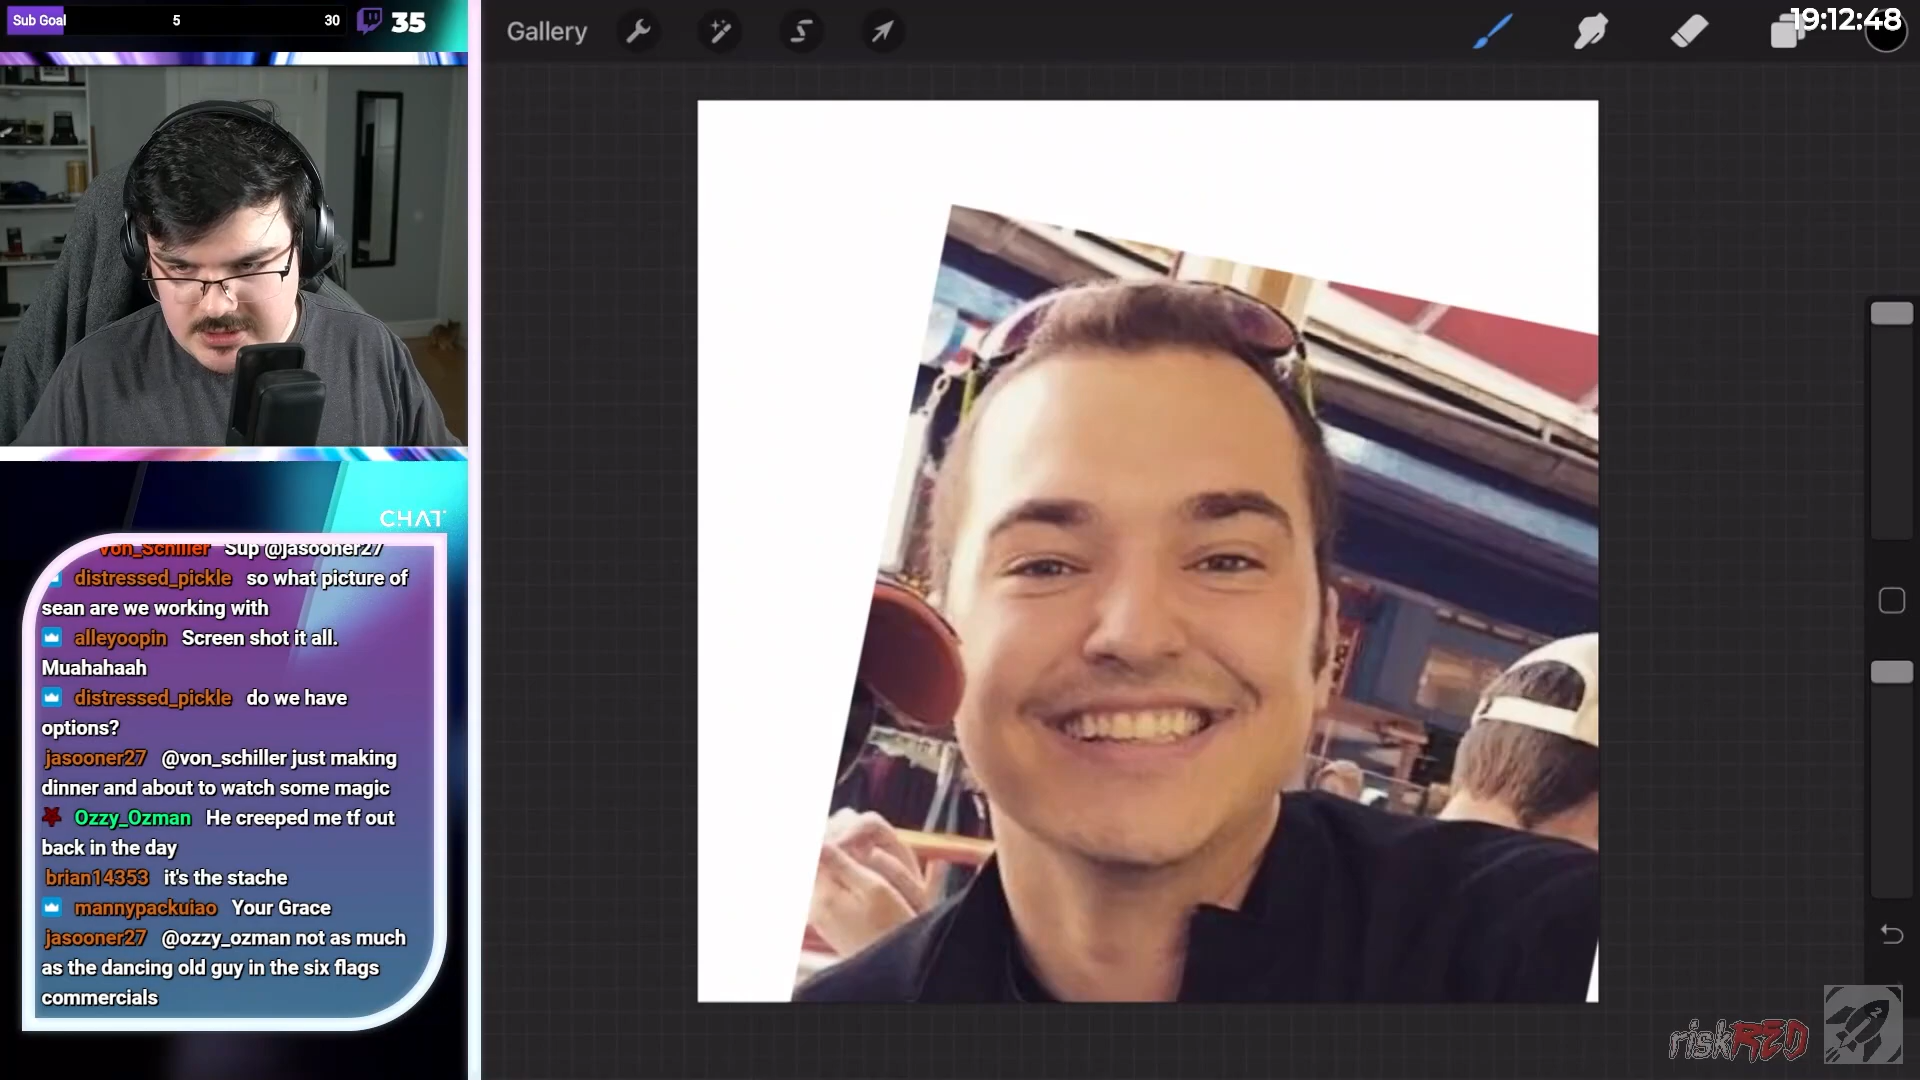 Sub Goal 5 30 35
Gallery
19:12:48
CHAT
Von_Schiller Sup @jasooner27
distressed_pickle so what picture of
sean are we working with
alleyoopin Screen shot it all.
Muahahaah
distressed_pickle do we have
options?
jasooner27 @von_schiller just making
dinner and about to watch some magic
Ozzy_Ozman He creeped me tf out
back in the day
brian14353 it's the stache
mannypackuiao Your Grace
jasooner27 @ozzy_ozman not as much
as the dancing old guy in the six flags
commercials
riskRED